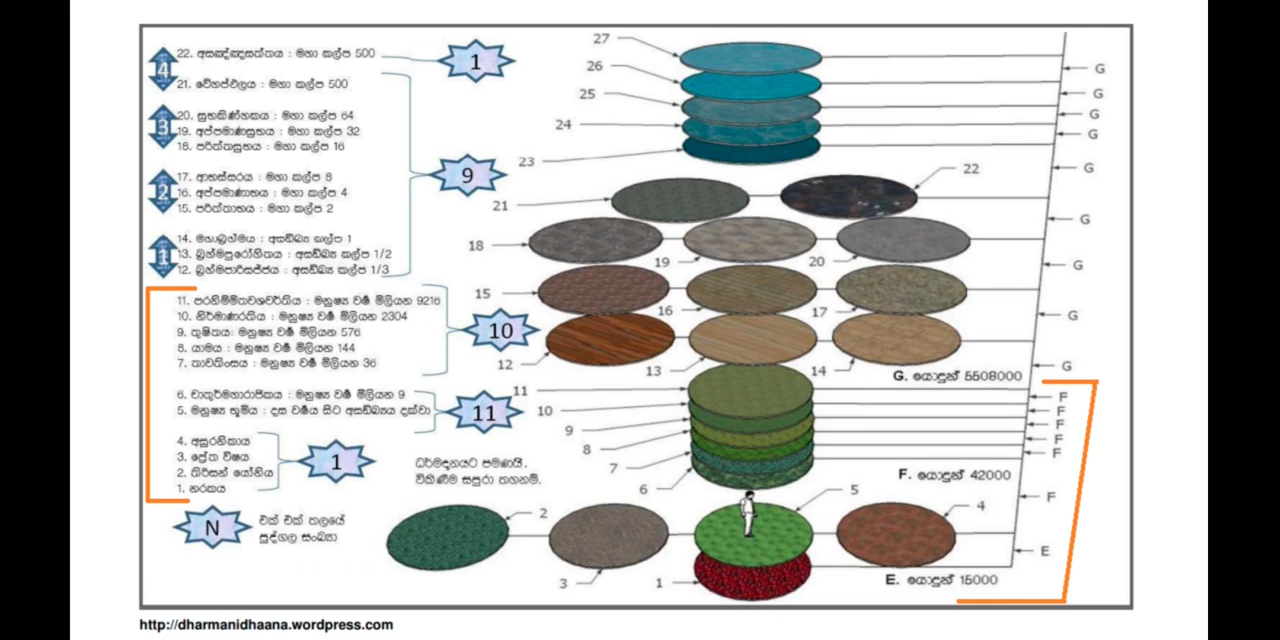 4
22. අසඤ්ඤසත්තය : මහා කල්ප 500
21. වේහප්ඵලය : මහා කල්ප 500
1
3
20. සුභකිණ්හකය : මහා කල්ප 64
19. අප්පමාණසුභය : මහා කල්ප 32
18. පරිත්තසුභය : මහා කල්ප 16
2
17. ආභස්සරය : මහා කල්ප 8
16. අප්පමාණාභය : මහා කල්ප 4
15. පරිත්තාභය : මහා කල්ප 2
9
1
14. මහාබ්‍රහ්මය : අසඞ්ඛ්‍ය කල්ප 1
13. බ්‍රහ්මපුරෝහිතය : අසඞ්ඛ්‍ය කල්ප 1/2
12. බ්‍රහ්මපාරිසජ්ජය : අසඞ්ඛ්‍ය කල්ප 1/3
11. පරනිම්මිතවශවර්තිය : මනුෂ්‍ය වර්ෂ මිලියන 9216
10. නිර්මාණරතිය : මනුෂ්‍ය වර්ෂ මිලියන 2304
9. තුෂිතය: මනුෂ්‍ය වර්ෂ මිලියන 576
8. යාමය : මනුෂ්‍ය වර්ෂ මිලියන 144
7. තාවතිංසය : මනුෂ්‍ය වර්ෂ මිලියන 36
10
6. චාතුර්මහාරාජිකය : මනුෂ්‍ය වර්ෂ මිලියන 9
5. මනුෂ්‍ය භූමිය : දස වර්ෂය සිට අසඞ්ඛ්‍යය දක්වා
11
4. අසුරනිකාය
3. ප්‍රේත විෂය
2. තිරිසන් යෝනිය
1. නරකය
1
ධර්මදානයට පමණයි.
විකිණීම සපුරා තහනම්.
N
එක් එක් තලයේ
පුද්ගල සංඛ්‍යා
27
26
25
24
23
22
21
18
19
20
15
16
17
12
13
14
11
10
9
8
7
6
5
4
2
3
1
G
G
G
G
G
G
G
G
G
G. යොදුන් 5508000
F
F
F
F
F
F. යොදුන් 42000
F
E
E. යොදුන් 15000
http://dharmanidhaana.wordpress.com